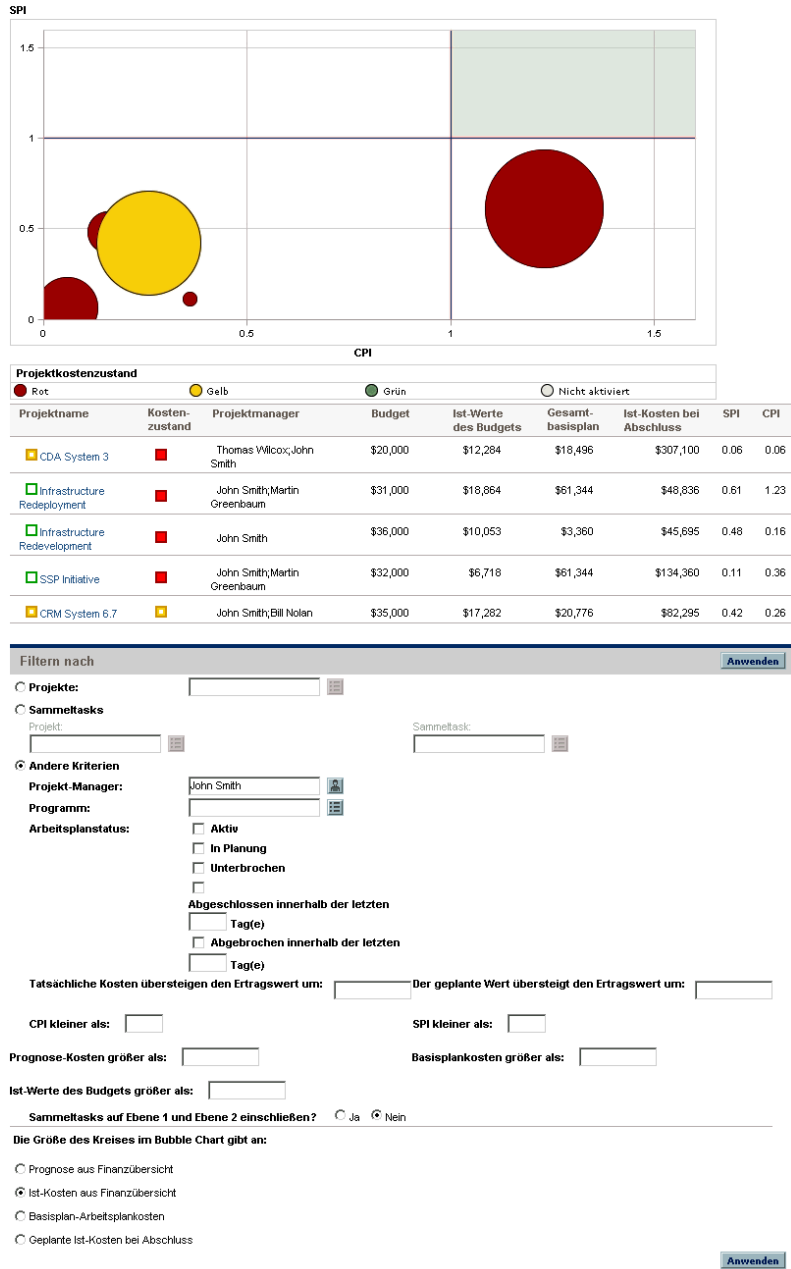 SPI
1.5
1
0.5
0
0 0.5 1 1.5
CPI
Projektkostenzustand
Rot Gelb Grün Nicht aktiviert
Projektname Kosten- Projektmanager Budget Ist-Werte Gesamt- Ist-Kosten bei SPI CPI
zustand des Budgets basisplan Abschluss
CDA System 3 Thomas Wilcox;John $20,000 $12,284 $18,496 $307,100 0.06 0.06
Smith
Infrastructure John Smith;Martin $31,000 $18,864 $61,344 $48,836 0.61 1.23
Redeployment Greenbaum
Infrastructure John Smith $36,000 $10,053 $3,360 $45,695 0.48 0.16
Redevelopment
SSP Initiative John Smith;Martin $32,000 $6,718 $61,344 $134,360 0.11 0.36
Greenbaum
CRM System 6.7 John Smith;Bill Nolan $35,000 $17,282 $20,776 $82,295 0.42 0.26
Filtern nach Anwenden
Projekte:
Sammeltasks
Projekt: Sammeltask:
Andere Kriterien
Projekt-Manager: John Smith
Programm:
Arbeitsplanstatus: Aktiv
In Planung
Unterbrochen
Abgeschlossen innerhalb der letzten
Tag(e)
Abgebrochen innerhalb der letzten
Tag(e)
Tatsächliche Kosten übersteigen den Ertragswert um: Der geplante Wert übersteigt den Ertragswert um:
CPI kleiner als: SPI kleiner als:
Prognose-Kosten größer als: Basisplankosten größer als:
Ist-Werte des Budgets größer als:
Sammeltasks auf Ebene 1 und Ebene 2 einschließen? Ja Nein
Die Größe des Kreises im Bubble Chart gibt an:
Prognose aus Finanzübersicht
Ist-Kosten aus Finanzübersicht
Basisplan-Arbeitsplankosten
Geplante Ist-Kosten bei Abschluss
Anwenden